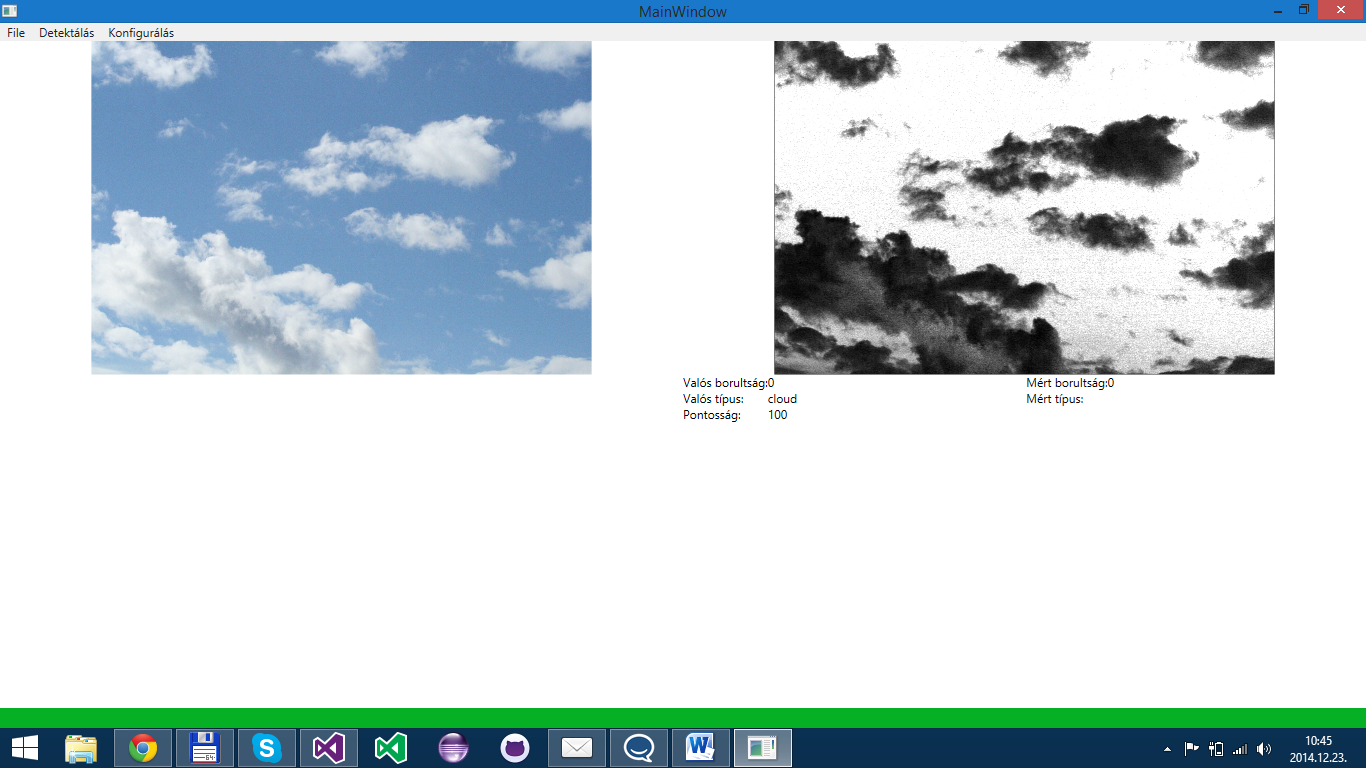 MainWindow
File Detektálás Konfigurálás
Valós borultság:0 Mért borultság:0
Valós típus: cloud Mért típus:
Pontosság: 100
64
10:45
2014.12.23.